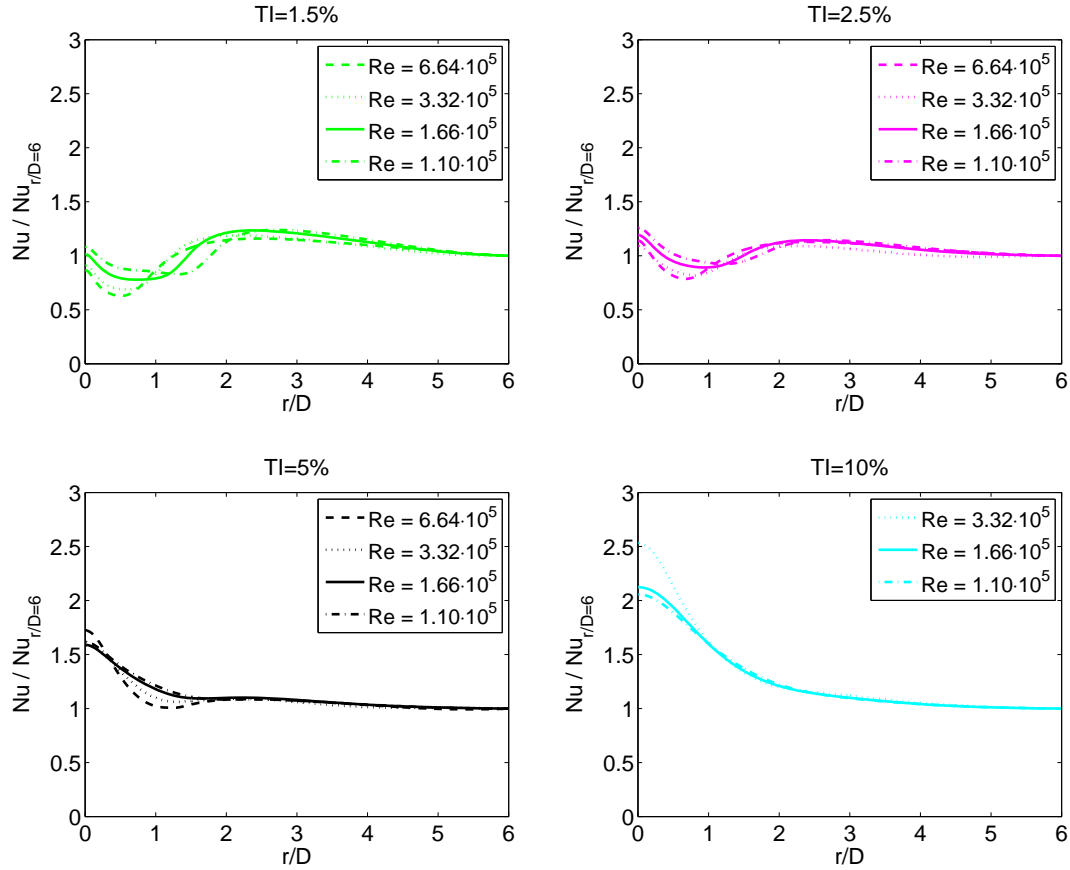 TI=1.5%
3
2.5
2
1.5
1
0.5
0
Nu / Nu_{r/D=6}
Re = 6.64·10^5
Re = 3.32·10^5
Re = 1.66·10^5
Re = 1.10·10^5
0 1 2 3 4 5 6
r/D
TI=2.5%
3
2.5
2
1.5
1
0.5
0
Nu / Nu_{r/D=6}
Re = 6.64·10^5
Re = 3.32·10^5
Re = 1.66·10^5
Re = 1.10·10^5
0 1 2 3 4 5 6
r/D
TI=5%
3
2.5
2
1.5
1
0.5
0
Nu / Nu_{r/D=6}
Re = 6.64·10^5
Re = 3.32·10^5
Re = 1.66·10^5
Re = 1.10·10^5
0 1 2 3 4 5 6
r/D
TI=10%
3
2.5
2
1.5
1
0.5
0
Nu / Nu_{r/D=6}
Re = 3.32·10^5
Re = 1.66·10^5
Re = 1.10·10^5
0 1 2 3 4 5 6
r/D